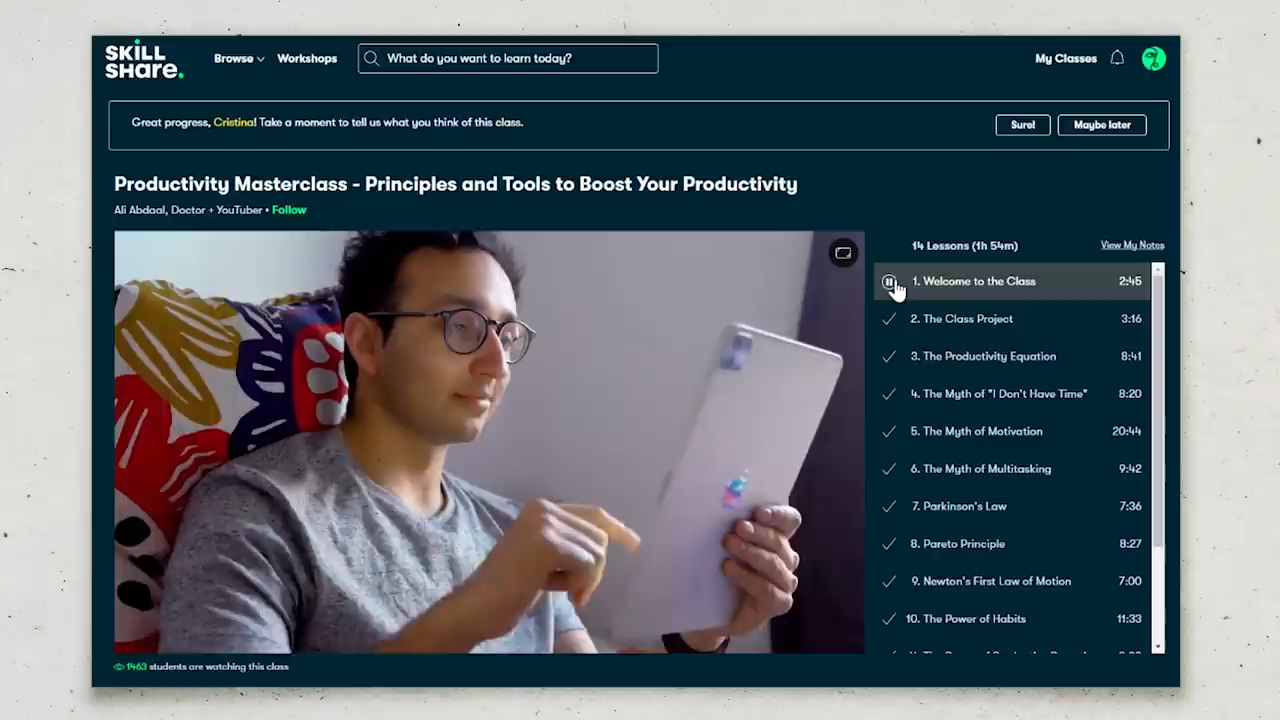 SKILL
SHare.
Browse
Workshops
What do you want to learn today?
My Classes
Great progress, Cristina! Take a moment to tell us what you think of this class.
Sure!
Maybe later
Productivity Masterclass - Principles and Tools to Boost Your Productivity
Ali Abdaal, Doctor + YouTuber • Follow
14 Lessons (1h 54m)
View My Notes
1. Welcome to the Class 2:45
2. The Class Project 3:16
3. The Productivity Equation 8:41
4. The Myth of "I Don't Have Time" 8:20
5. The Myth of Motivation 20:44
6. The Myth of Multitasking 9:42
7. Parkinson's Law 7:36
8. Pareto Principle 8:27
9. Newton's First Law of Motion 7:00
10. The Power of Habits 11:33
1463 students are watching this class